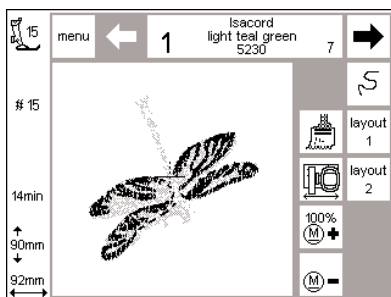 15
menu
1
Isacord
light teal green
5230
7
# 15
layout
1
layout
2
14min
100%
M
90mm
92mm
M